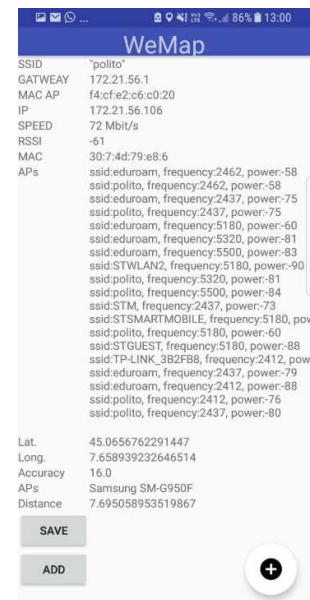 86% 13:00
WeMap
SSID "polito"
GATWEAY 172.21.56.1
MAC AP f4:cf:e2:c6:c0:20
IP 172.21.56.106
SPEED 72 Mbit/s
RSSI -61
MAC 30:7:4d:79:e8:6
APs ssid:eduroam, frequency:2462, power:-58
ssid:polito, frequency:2462, power:-58
ssid:eduroam, frequency:2437, power:-75
ssid:polito, frequency:2437, power:-75
ssid:eduroam, frequency:5180, power:-60
ssid:eduroam, frequency:5320, power:-81
ssid:eduroam, frequency:5500, power:-83
ssid:STWLAN2, frequency:5180, power:-90
ssid:polito, frequency:5320, power:-81
ssid:polito, frequency:5500, power:-84
ssid:STM, frequency:2437, power:-73
ssid:STSMARTMOBILE, frequency:5180, pow
ssid:polito, frequency:5180, power:-60
ssid:STGUEST, frequency:5180, power:-88
ssid:TP-LINK_3B2FB8, frequency:2412, pow
ssid:eduroam, frequency:2437, power:-79
ssid:eduroam, frequency:2412, power:-88
ssid:polito, frequency:2412, power:-76
ssid:polito, frequency:2437, power:-80
Lat. 45.0656762291447
Long. 7.658939232646514
Accuracy 16.0
APs Samsung SM-G950F
Distance 7.695058953519867
SAVE
ADD